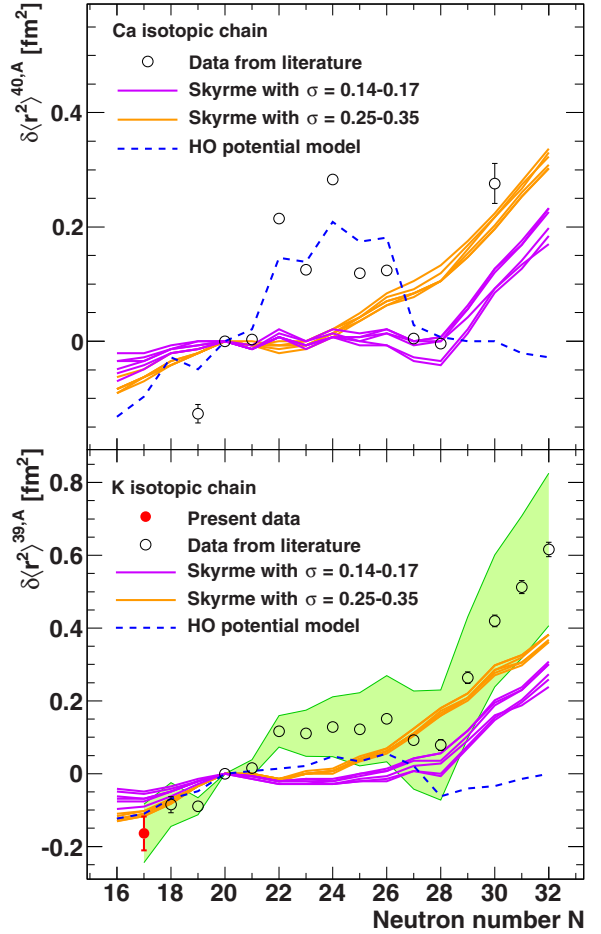 δ⟨r²⟩⁴⁰,ᴬ [fm²]
Ca isotopic chain
Data from literature
Skyrme with σ = 0.14-0.17
Skyrme with σ = 0.25-0.35
HO potential model
0.4
0.2
0
δ⟨r²⟩³⁹,ᴬ [fm²]
K isotopic chain
Present data
Data from literature
Skyrme with σ = 0.14-0.17
Skyrme with σ = 0.25-0.35
HO potential model
0.8
0.6
0.4
0.2
0
-0.2
16 18 20 22 24 26 28 30 32
Neutron number N